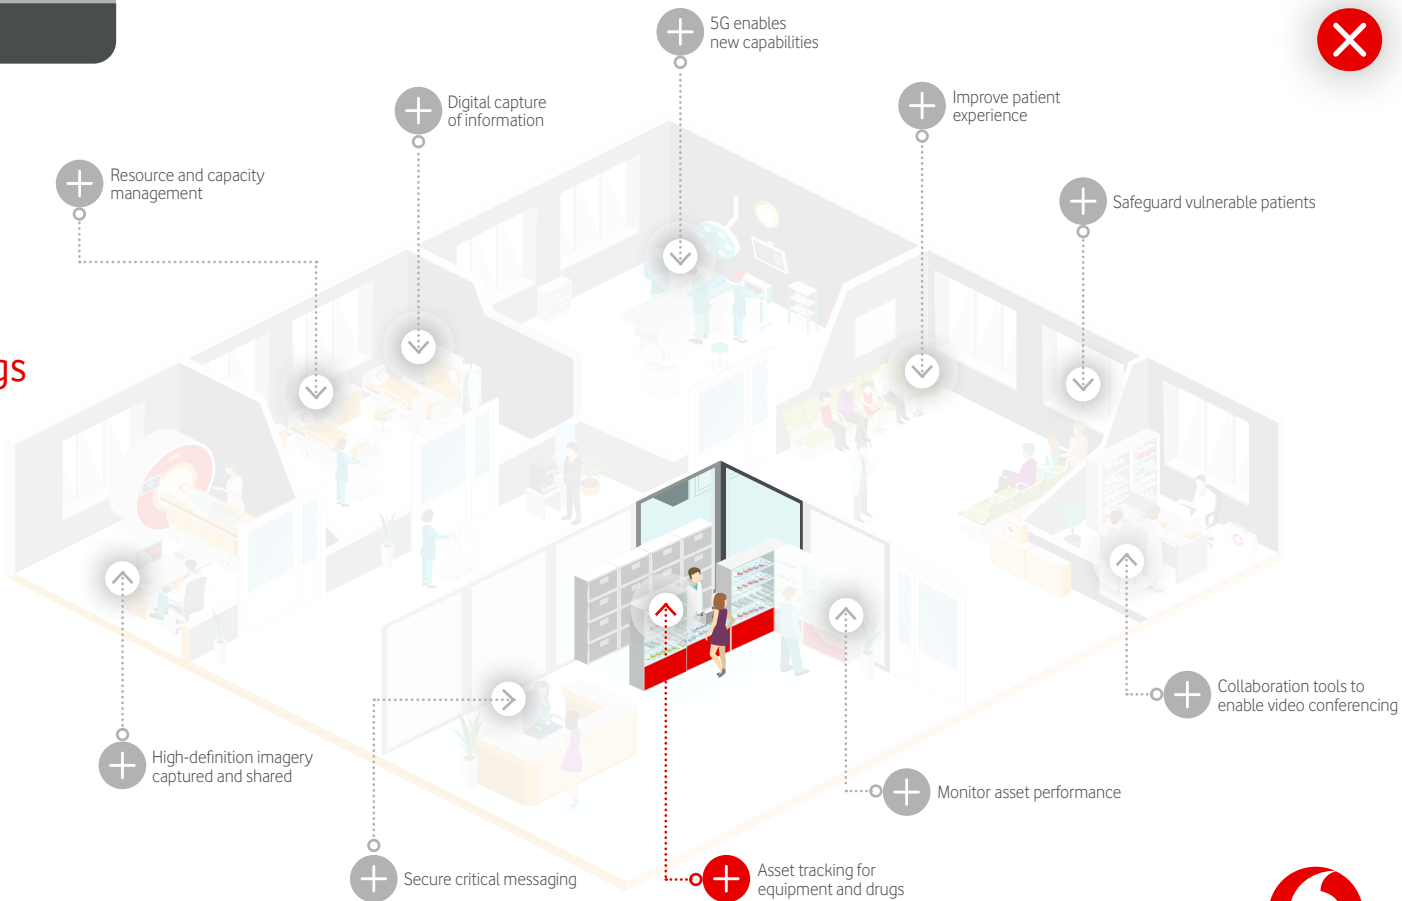 5G enables
new capabilities
Digital capture
of information
Improve patient
experience
Resource and capacity
management
Safeguard vulnerable patients
gs
Collaboration tools to
enable video conferencing
High-definition imagery
captured and shared
Monitor asset performance
Secure critical messaging
Asset tracking for
equipment and drugs